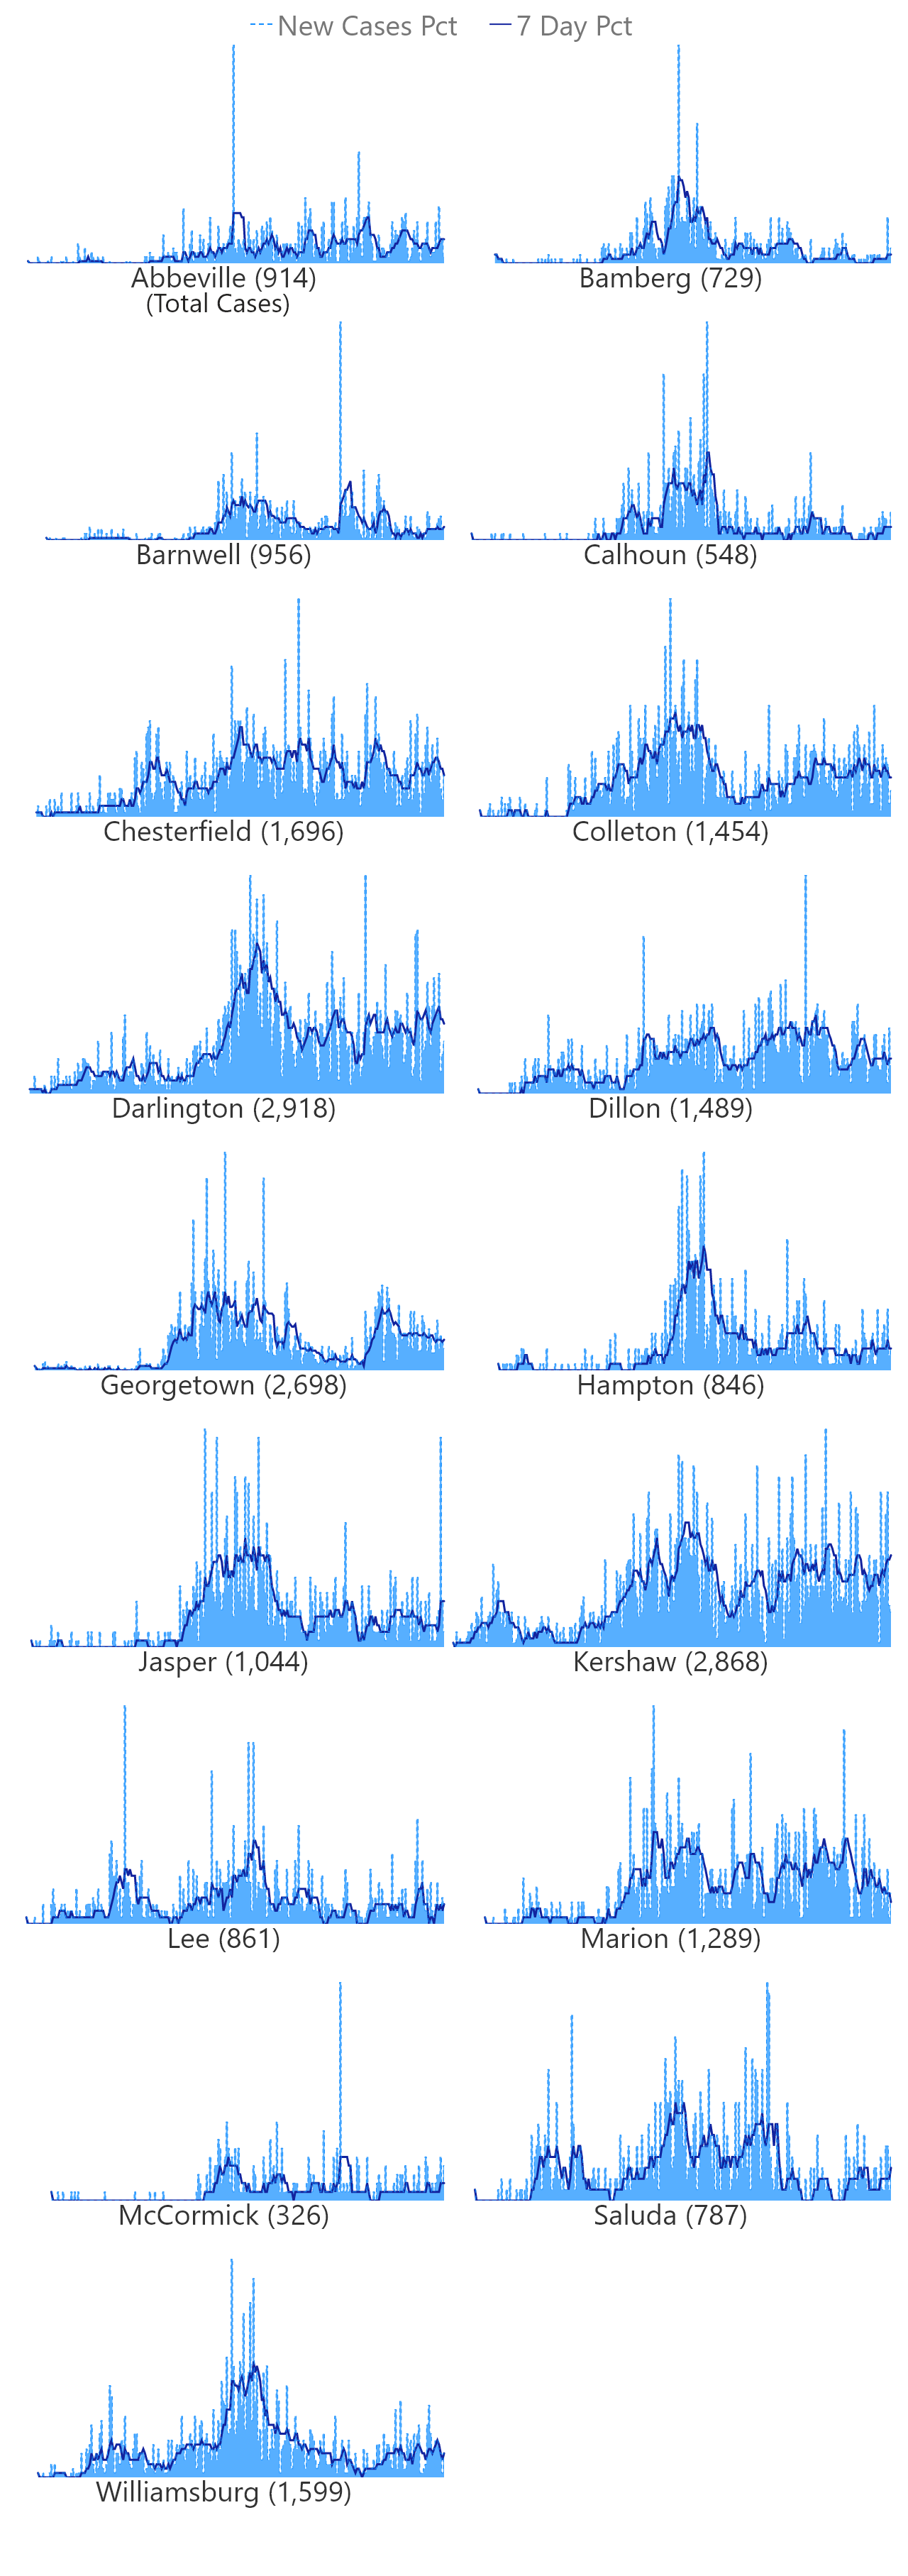 New Cases Pct 7 Day Pct
Abbeville (914)
(Total Cases)
Bamberg (729)
Barnwell (956)
Calhoun (548)
Chesterfield (1,696)
Colleton (1,454)
Darlington (2,918)
Dillon (1,489)
Georgetown (2,698)
Hampton (846)
Jasper (1,044)
Kershaw (2,868)
Lee (861)
Marion (1,289)
McCormick (326)
Saluda (787)
Williamsburg (1,599)